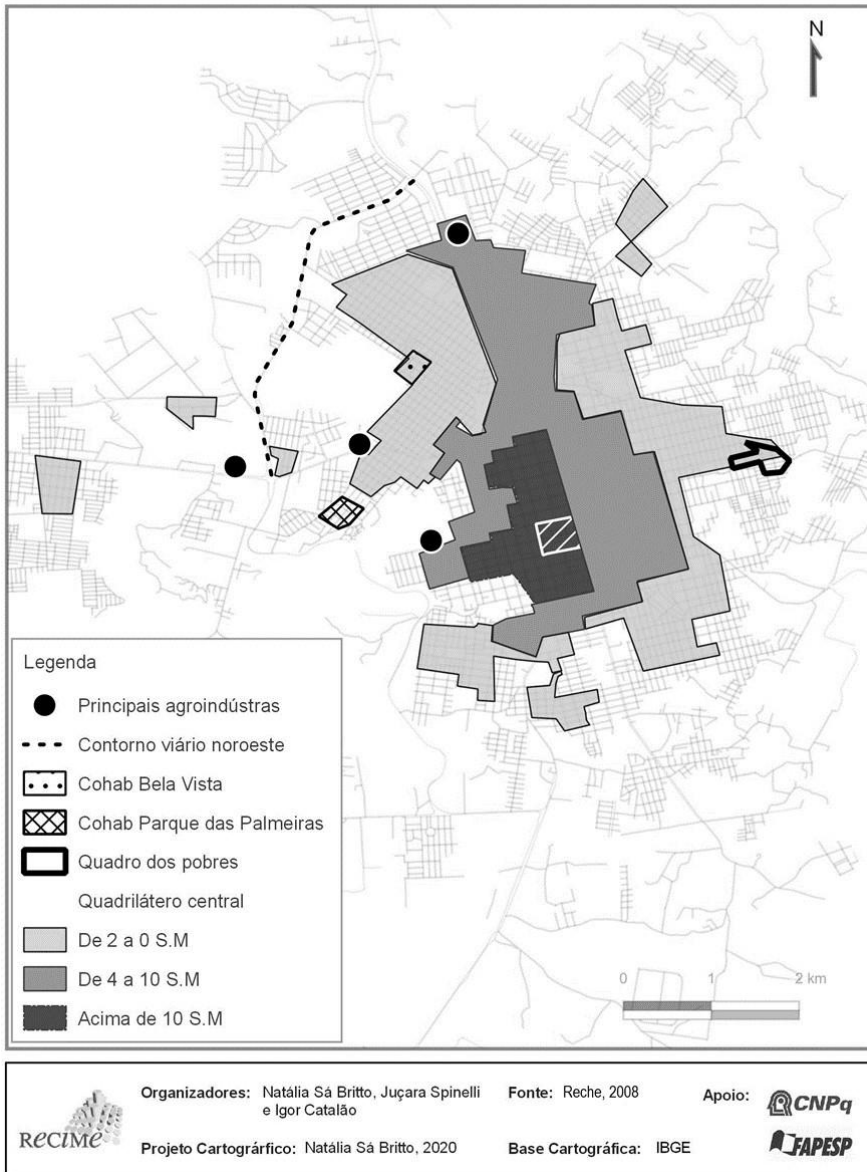 N
Legenda
Principais agroindústras
Contorno viário noroeste
Cohab Bela Vista
Cohab Parque das Palmeiras
Quadro dos pobres
Quadrilátero central
De 2 a 0 S.M
De 4 a 10 S.M
Acima de 10 S.M
0 1 2 km
ReCiMe
Organizadores: Natália Sá Britto, Juçara Spinelli
e Igor Catalão
Projeto Cartográrfico: Natália Sá Britto, 2020
Fonte: Reche, 2008
Base Cartográfica: IBGE
Apoio:
CNPq
FAPESP